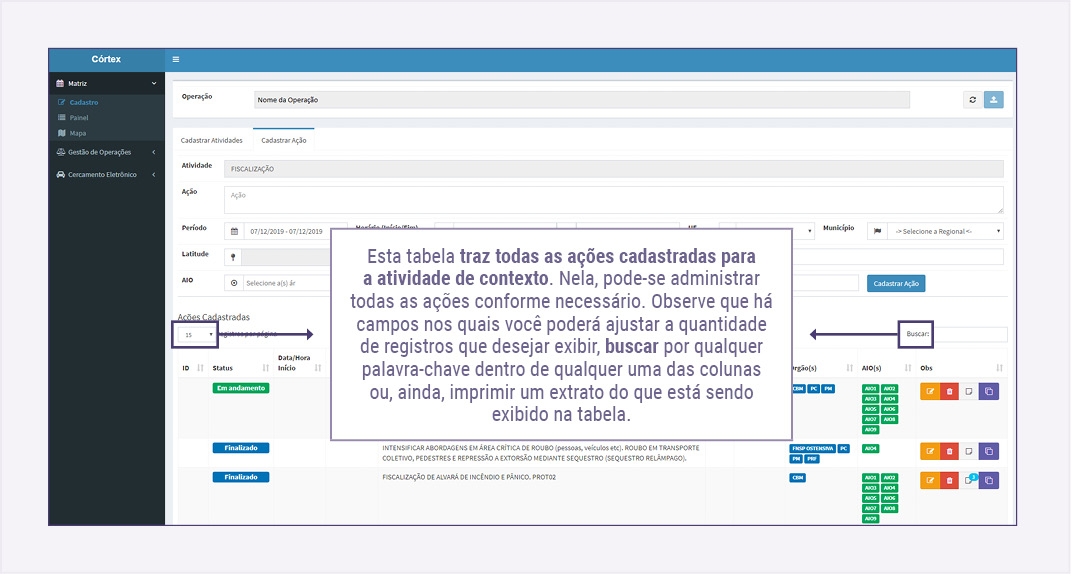 Córtex
Matriz
Cadastro
Painel
Mapa
Gestão de Operações
Cercamento Eletrônico
Operação
Nome da Operação
Cadastrar Atividades
Cadastrar Ação
Atividade
FISCALIZAÇÃO
Ação
Ação
Período
07/12/2019 - 07/12/2019
Município
-> Selecione a Regional <-
Latitude
AIO
Selecione a(s) ár
Cadastrar Ação
Esta tabela traz todas as ações cadastradas para
a atividade de contexto. Nela, pode-se administrar
todas as ações conforme necessário. Observe que há
campos nos quais você poderá ajustar a quantidade
de registros que desejar exibir, buscar por qualquer
palavra-chave dentro de qualquer uma das colunas
ou, ainda, imprimir um extrato do que está sendo
exibido na tabela.
Ações Cadastradas
15
registros por página
Buscar:
ID
Status
Data/Hora
Início
AIO(s)
Obs
Em andamento
CBM PC PM
AIO1 AIO2
AIO3 AIO4
AIO5 AIO6
AIO7 AIO8
AIO9
Finalizado
INTENSIFICAR ABORDAGENS EM ÁREA CRÍTICA DE ROUBO (pessoas, veículos etc). ROUBO EM TRANSPORTE
COLETIVO, PEDESTRES E REPRESSÃO A EXTORSÃO MEDIANTE SEQUESTRO (SEQUESTRO RELÂMPAGO).
FNSP OSTENSIVA PC
PM PRF
AIO4
Finalizado
FISCALIZAÇÃO DE ALVARÁ DE INCÊNDIO E PÂNICO. PROT02
CBM
AIO1 AIO2
AIO3 AIO4
AIO5 AIO6
AIO7 AIO8
AIO9